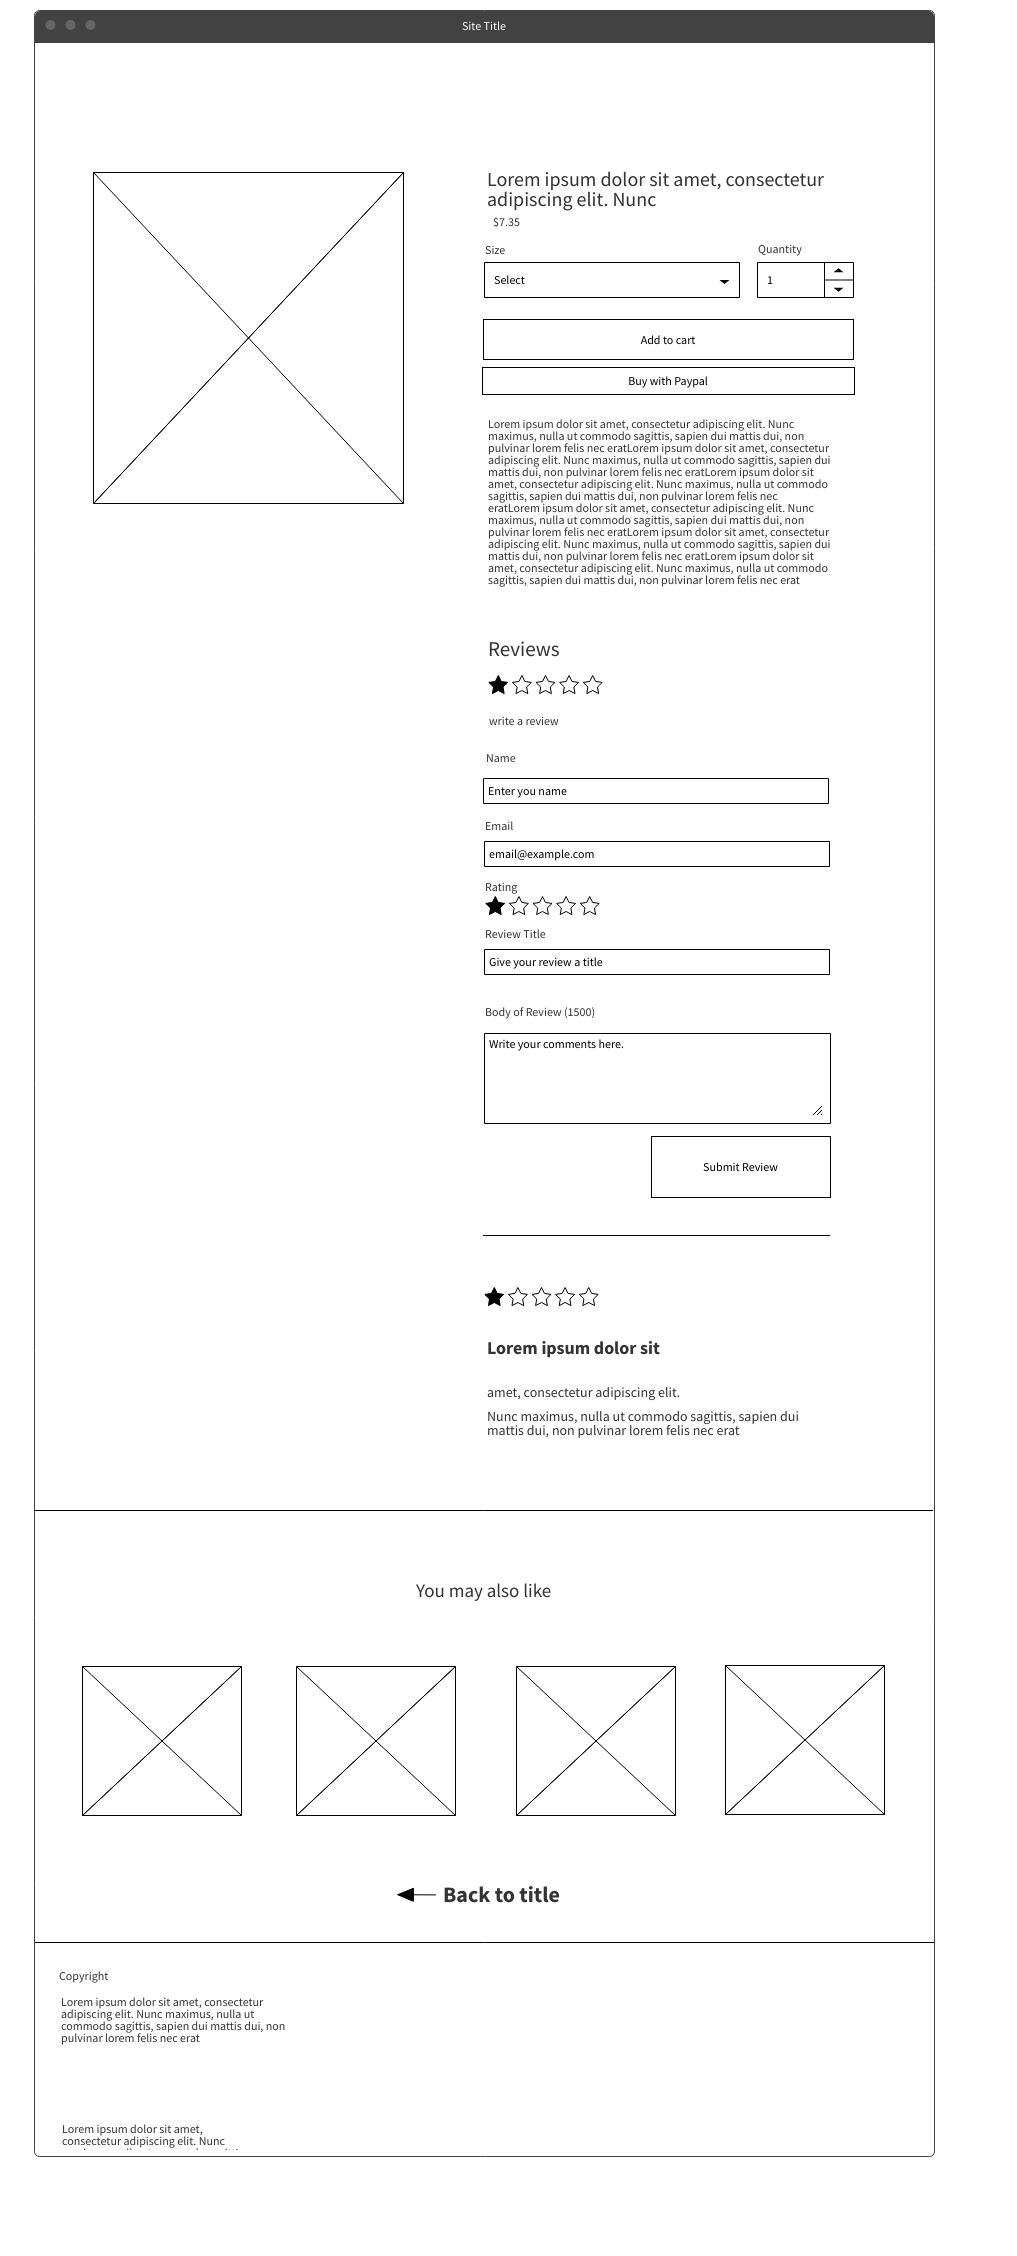 Site Title
Lorem ipsum dolor sit amet, consectetur
adipiscing elit. Nunc
$7.35
Size
Quantity
Select
1
Add to cart
Buy with Paypal
Lorem ipsum dolor sit amet, consectetur adipiscing elit. Nunc
maximus, nulla ut commodo sagittis, sapien dui mattis dui, non
pulvinar lorem felis nec eratLorem ipsum dolor sit amet, consectetur
adipiscing elit. Nunc maximus, nulla ut commodo sagittis, sapien dui
mattis dui, non pulvinar lorem felis nec eratLorem ipsum dolor sit
amet, consectetur adipiscing elit. Nunc maximus, nulla ut commodo
sagittis, sapien dui mattis dui, non pulvinar lorem felis nec
eratLorem ipsum dolor sit amet, consectetur adipiscing elit. Nunc
maximus, nulla ut commodo sagittis, sapien dui mattis dui, non
pulvinar lorem felis nec eratLorem ipsum dolor sit amet, consectetur
adipiscing elit. Nunc maximus, nulla ut commodo sagittis, sapien dui
mattis dui, non pulvinar lorem felis nec eratLorem ipsum dolor sit
amet, consectetur adipiscing elit. Nunc maximus, nulla ut commodo
sagittis, sapien dui mattis dui, non pulvinar lorem felis nec erat
Reviews
write a review
Name
Enter you name
Email
email@example.com
Rating
Review Title
Give your review a title
Body of Review (1500)
Write your comments here.
Submit Review
Lorem ipsum dolor sit
amet, consectetur adipiscing elit.
Nunc maximus, nulla ut commodo sagittis, sapien dui
mattis dui, non pulvinar lorem felis nec erat
You may also like
Back to title
Copyright
Lorem ipsum dolor sit amet, consectetur
adipiscing elit. Nunc maximus, nulla ut
commodo sagittis, sapien dui mattis dui, non
pulvinar lorem felis nec erat
Lorem ipsum dolor sit amet,
consectetur adipiscing elit. Nunc